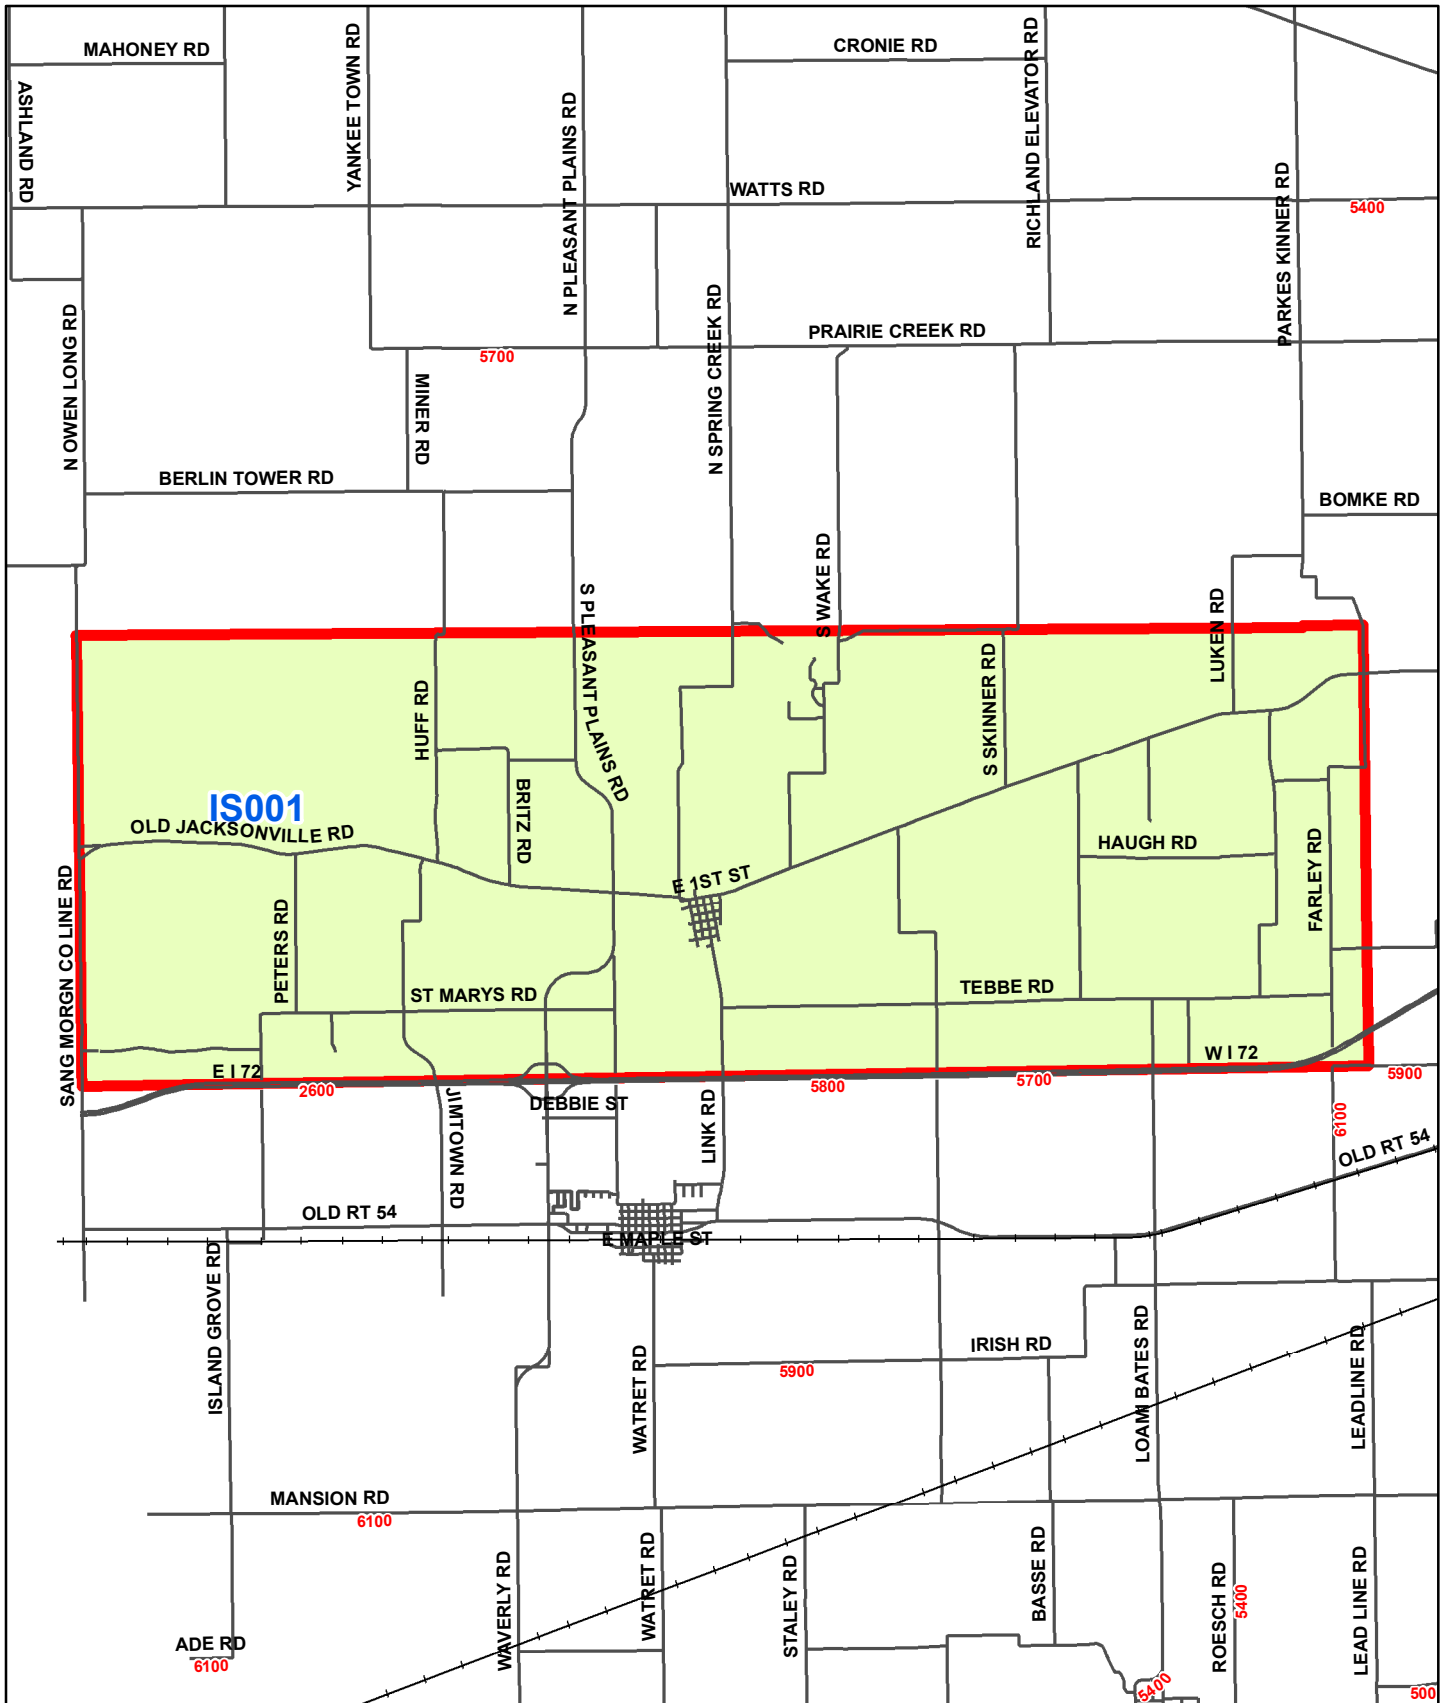 MAHONEY RD
CRONIE RD
ASHLAND RD
YANKEE TOWN RD
N PLEASANT PLAINS RD
RICHLAND ELEVATOR RD
WATTS RD
PARKES KINNER RD
5400
N OWEN LONG RD
N SPRING CREEK RD
PRAIRIE CREEK RD
5700
MINER RD
BERLIN TOWER RD
BOMKE RD
S WAKE RD
S PLEASANT PLAINS RD
LUKEN RD
HUFF RD
S SKINNER RD
IS001
OLD JACKSONVILLE RD
BRITZ RD
HAUGH RD
FARLEY RD
E 1ST ST
SANG MORGN CO LINE RD
PETERS RD
ST MARYS RD
TEBBE RD
E I 72
W I 72
2600
5800
5700
5900
DEBBIE ST
JIMTOWN RD
LINK RD
6100
OLD RT 54
OLD RT 54
E MAPLE ST
ISLAND GROVE RD
WATRET RD
IRISH RD
5900
LOAMI BATES RD
LEADLINE RD
MANSION RD
6100
WAVERLY RD
WATRET RD
STALEY RD
BASSE RD
ROESCH RD
5400
LEAD LINE RD
ADE RD
6100
5400
500